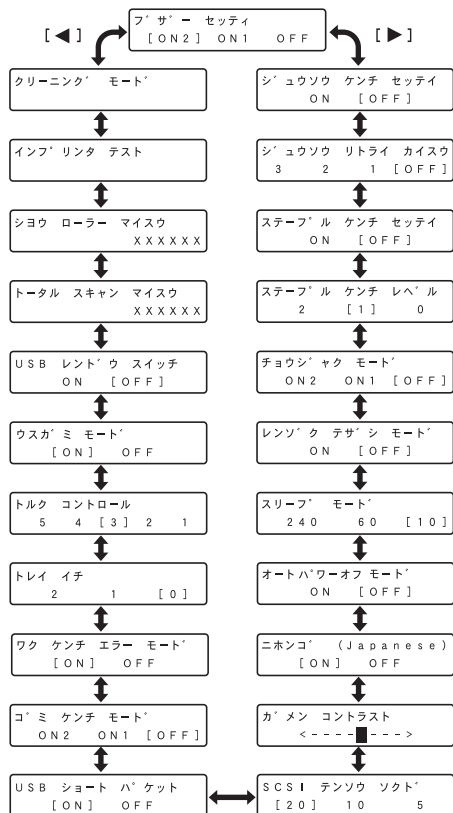 [◀]
ブザー セッティ
[ON2] ON1 OFF
[▶]
クリーニング モード
インプリンタ テスト
シヨウ ローラー マイスウ
XXXXXX
トータル スキャン マイスウ
XXXXXX
USB レンドウ スイッチ
ON [OFF]
ウスガミ モード
[ON] OFF
トルク コントロール
5 4 [3] 2 1
トレイ イチ
2 1 [0]
ワク ケンチ エラー モード
[ON] OFF
ゴミ ケンチ モード
ON2 ON1 [OFF]
USB ショート パケット
[ON] OFF
ジュウソウ ケンチ セッテイ
ON [OFF]
ジュウソウ リトライ カイスウ
3 2 1 [OFF]
ステープル ケンチ セッテイ
ON [OFF]
ステープル ケンチ レベル
2 [1] 0
チョウジャク モード
ON2 ON1 [OFF]
レンゾク テザシ モード
ON [OFF]
スリープ モード
240 60 [10]
オートパワーオフ モード
ON [OFF]
ニホンゴ (Japanese)
[ON] OFF
ガメン コントラスト
<----█--->
SCSI テンソウ ソクド
[20] 10 5